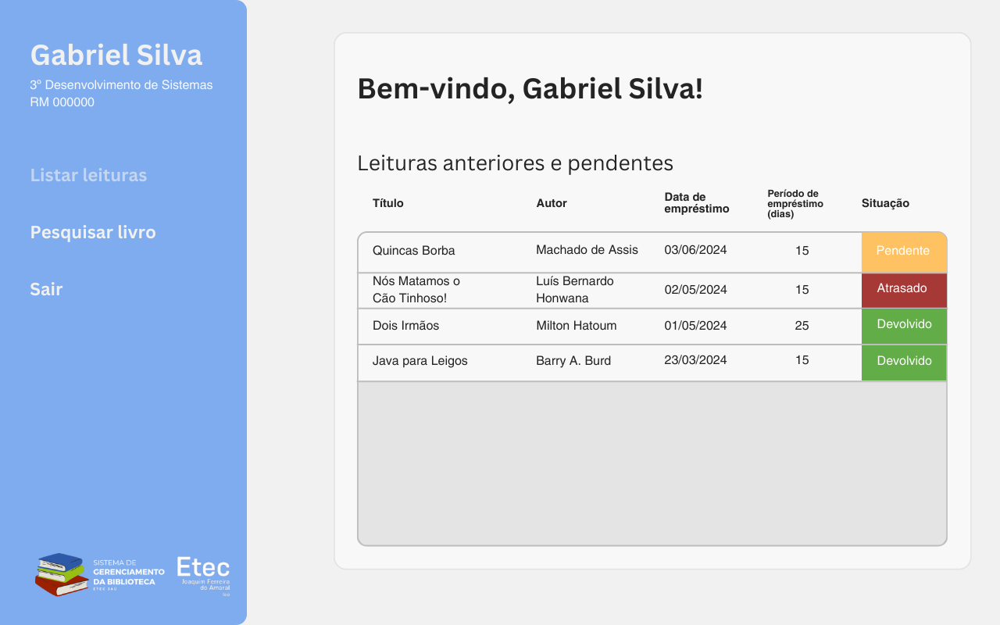 Gabriel Silva
3º Desenvolvimento de Sistemas
RM 000000
Listar leituras
Pesquisar livro
Sair
SISTEMA DE
GERENCIAMENTO
DA BIBLIOTECA
ETEC JAÚ
Etec
Joaquim Ferreira
do Amaral
Jaú
Bem-vindo, Gabriel Silva!
Leituras anteriores e pendentes
Título
Autor
Data de
empréstimo
Período de
empréstimo
(dias)
Situação
Quincas Borba
Machado de Assis
03/06/2024
15
Pendente
Nós Matamos o
Cão Tinhoso!
Luís Bernardo
Honwana
02/05/2024
15
Atrasado
Dois Irmãos
Milton Hatoum
01/05/2024
25
Devolvido
Java para Leigos
Barry A. Burd
23/03/2024
15
Devolvido